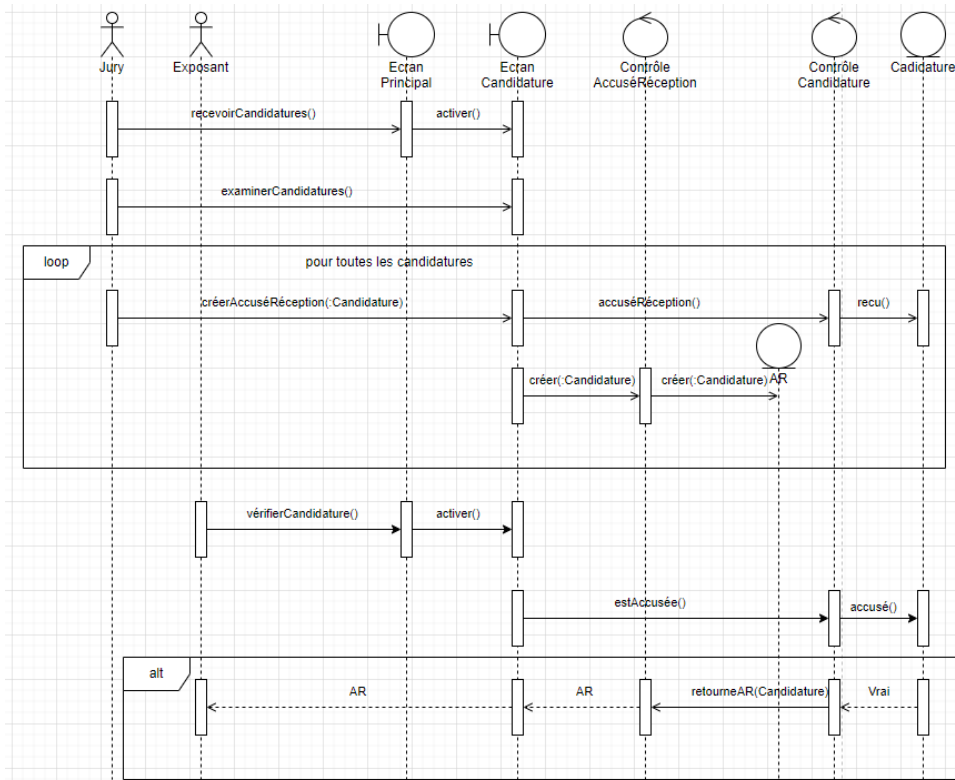 Jury
Exposant
Ecran
Principal
Ecran
Candidature
Contrôle
AccuséRéception
Contrôle
Candidature
Cadidature
recevoirCandidatures()
activer()
examinerCandidatures()
loop
pour toutes les candidatures
créerAccuséRéception(:Candidature)
accuséRéception()
recu()
créer(:Candidature)
créer(:Candidature)
AR
vérifierCandidature()
activer()
estAccusée()
accusé()
alt
AR
AR
retourneAR(Candidature)
Vrai